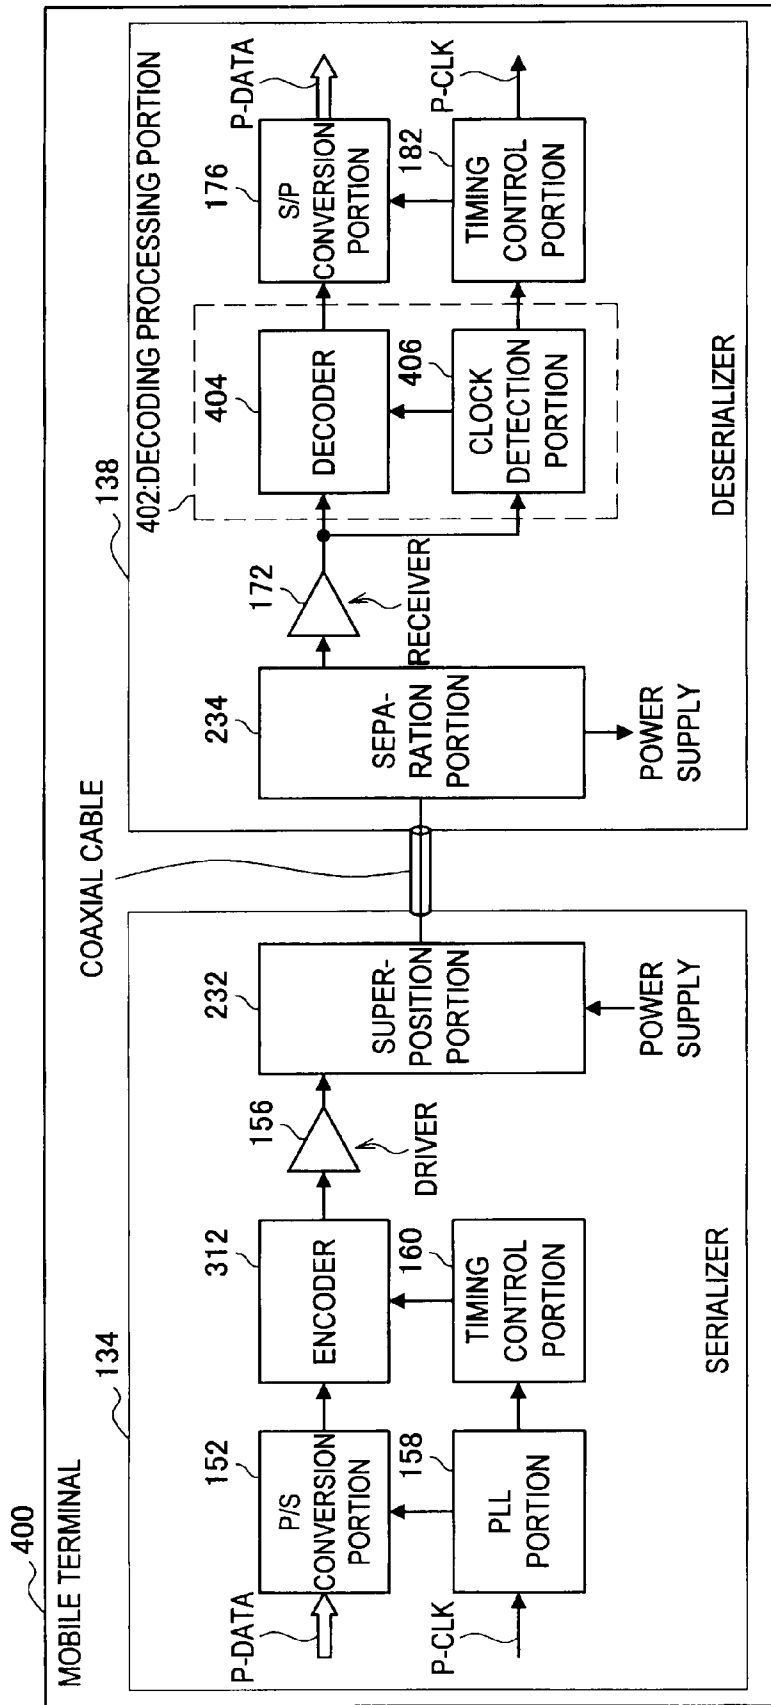 400
MOBILE TERMINAL
134
P-DATA
152
P/S
CONVERSION
PORTION
312
ENCODER
156
DRIVER
P-CLK
158
PLL
PORTION
160
TIMING
CONTROL
PORTION
232
SUPER-
POSITION
PORTION
POWER
SUPPLY
SERIALIZER
COAXIAL CABLE
138
234
SEPA-
RATION
PORTION
POWER
SUPPLY
172
RECEIVER
402:DECODING PROCESSING PORTION
404
DECODER
406
CLOCK
DETECTION
PORTION
176
S/P
CONVERSION
PORTION
P-DATA
182
TIMING
CONTROL
PORTION
P-CLK
DESERIALIZER